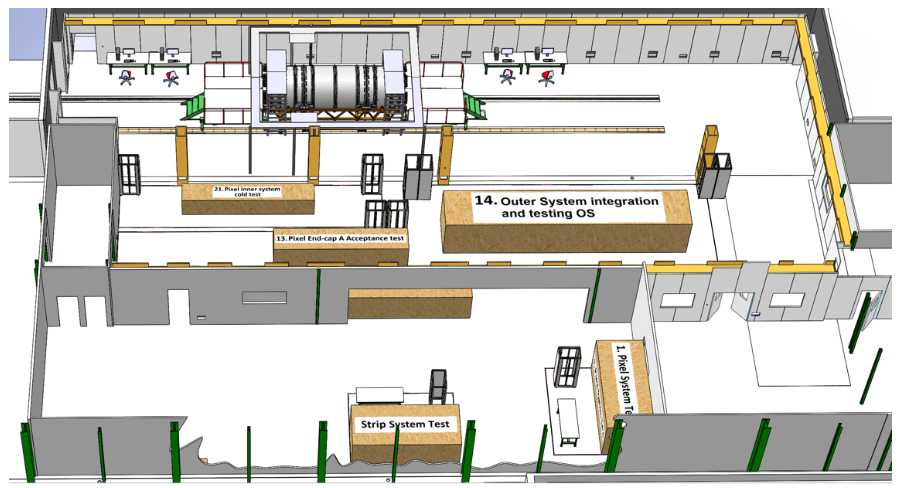 21. Pixel Inner system
cold test
14. Outer System integration
and testing OS
13. Pixel End-cap A Acceptance test
1. Pixel System Te
Strip System Test